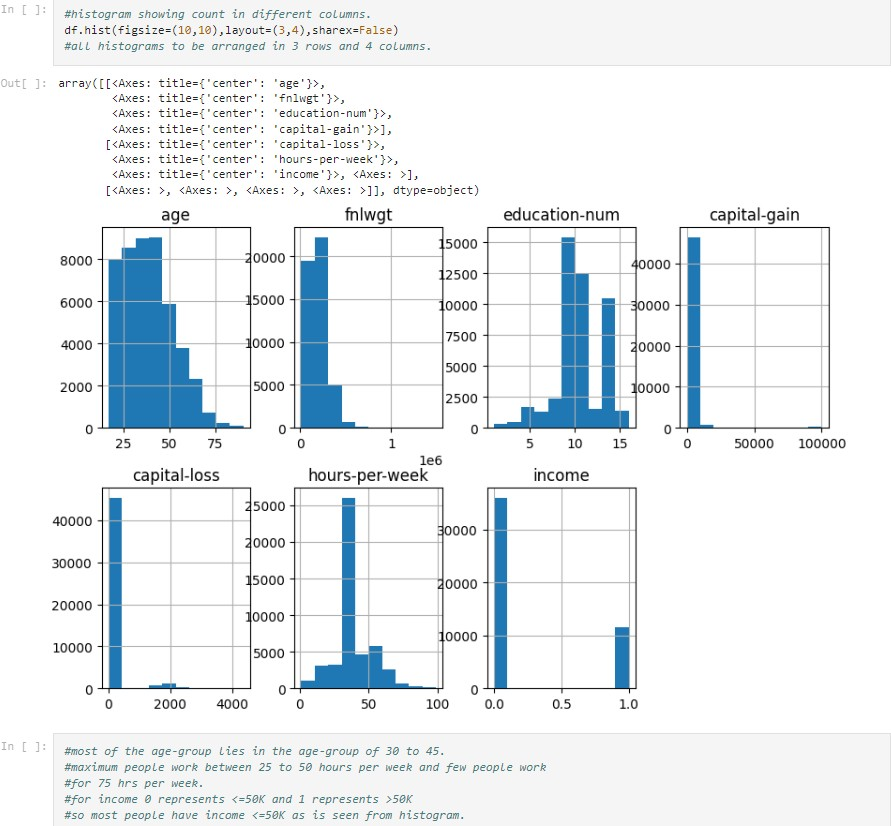 In [ ]: #histogram showing count in different columns.
df.hist(figsize=(10,10),layout=(3,4),sharex=False)
#all histograms to be arranged in 3 rows and 4 columns.
Out[ ]: array([[<Axes: title={'center': 'age'}>,
<Axes: title={'center': 'fnlwgt'}>,
<Axes: title={'center': 'education-num'}>,
<Axes: title={'center': 'capital-gain'}>],
[<Axes: title={'center': 'capital-loss'}>,
<Axes: title={'center': 'hours-per-week'}>,
<Axes: title={'center': 'income'}>, <Axes: >],
[<Axes: >, <Axes: >, <Axes: >, <Axes: >]], dtype=object)
age
8000
6000
4000
2000
0
25 50 75
fnlwgt
20000
15000
10000
5000
0
0 1
1e6
education-num
15000
12500
10000
7500
5000
2500
0
5 10 15
capital-gain
40000
30000
20000
10000
0
0 50000 100000
capital-loss
40000
30000
20000
10000
0
0 2000 4000
hours-per-week
25000
20000
15000
10000
5000
0
0 50 100
income
30000
20000
10000
0
0.0 0.5 1.0
In [ ]: #most of the age-group lies in the age-group of 30 to 45.
#maximum people work between 25 to 50 hours per week and few people work
#for 75 hrs per week.
#for income 0 represents <=50K and 1 represents >50K
#so most people have income <=50K as is seen from histogram.